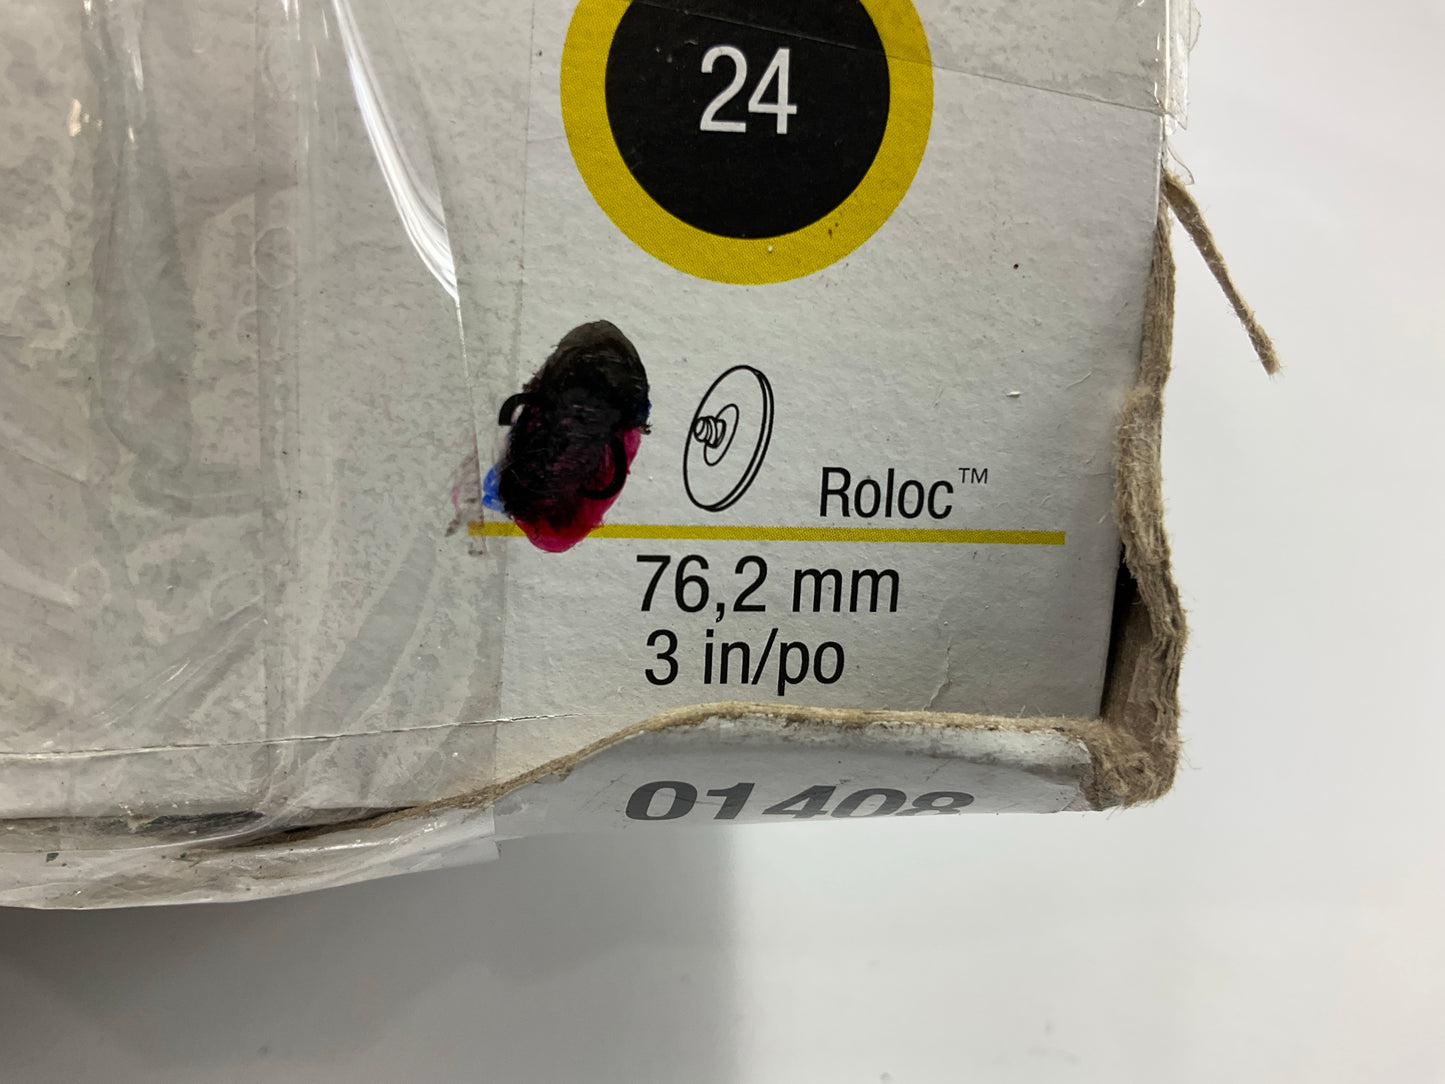 24
Roloc™
76,2 mm
3 in/po
01408